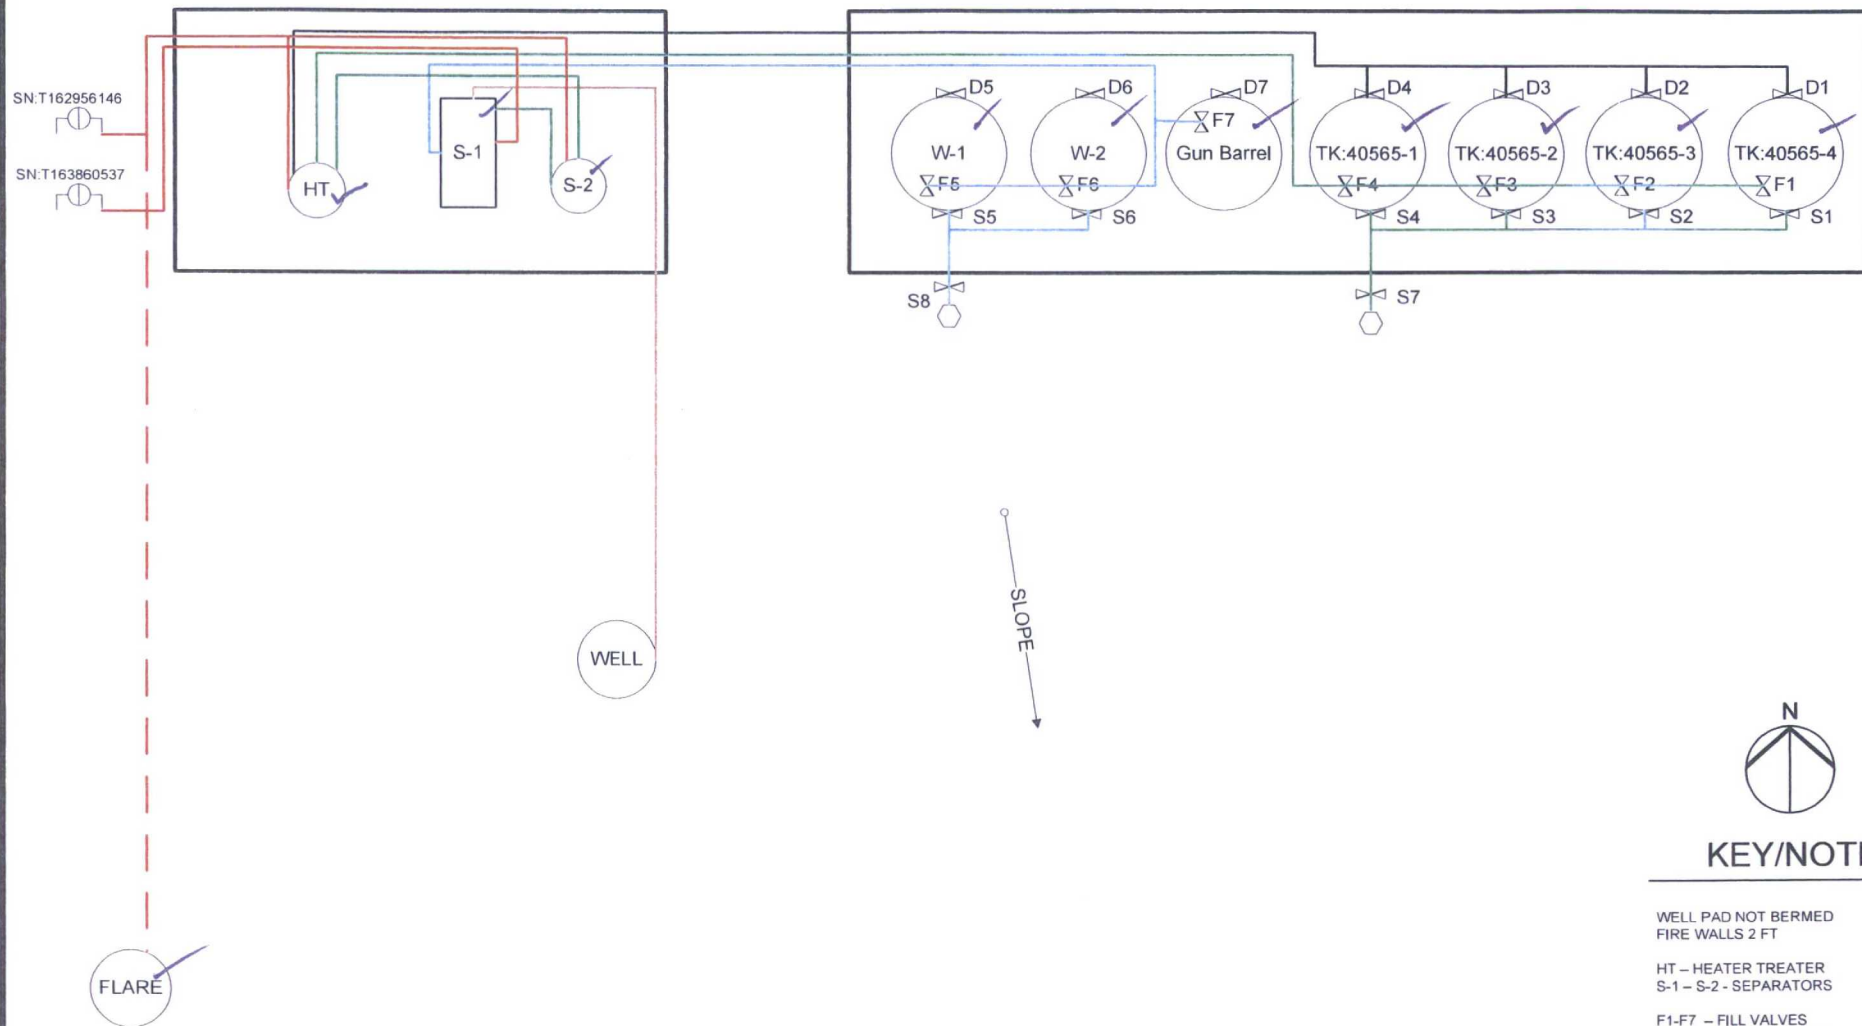 SN:T162956146
SN:T163860537
HT
S-1
S-2
D5
D6
D7
D4
D3
D2
D1
F7
W-1
W-2
Gun Barrel
TK:40565-1
TK:40565-2
TK:40565-3
TK:40565-4
F5
F6
F4
F3
F2
F1
S5
S6
S4
S3
S2
S1
S8
S7
SLOPE
WELL
FLARE
N
KEY/NOT
WELL PAD NOT BERMED
FIRE WALLS 2 FT
HT – HEATER TREATER
S-1 – S-2 - SEPARATORS
F1-F7 – FILL VALVES